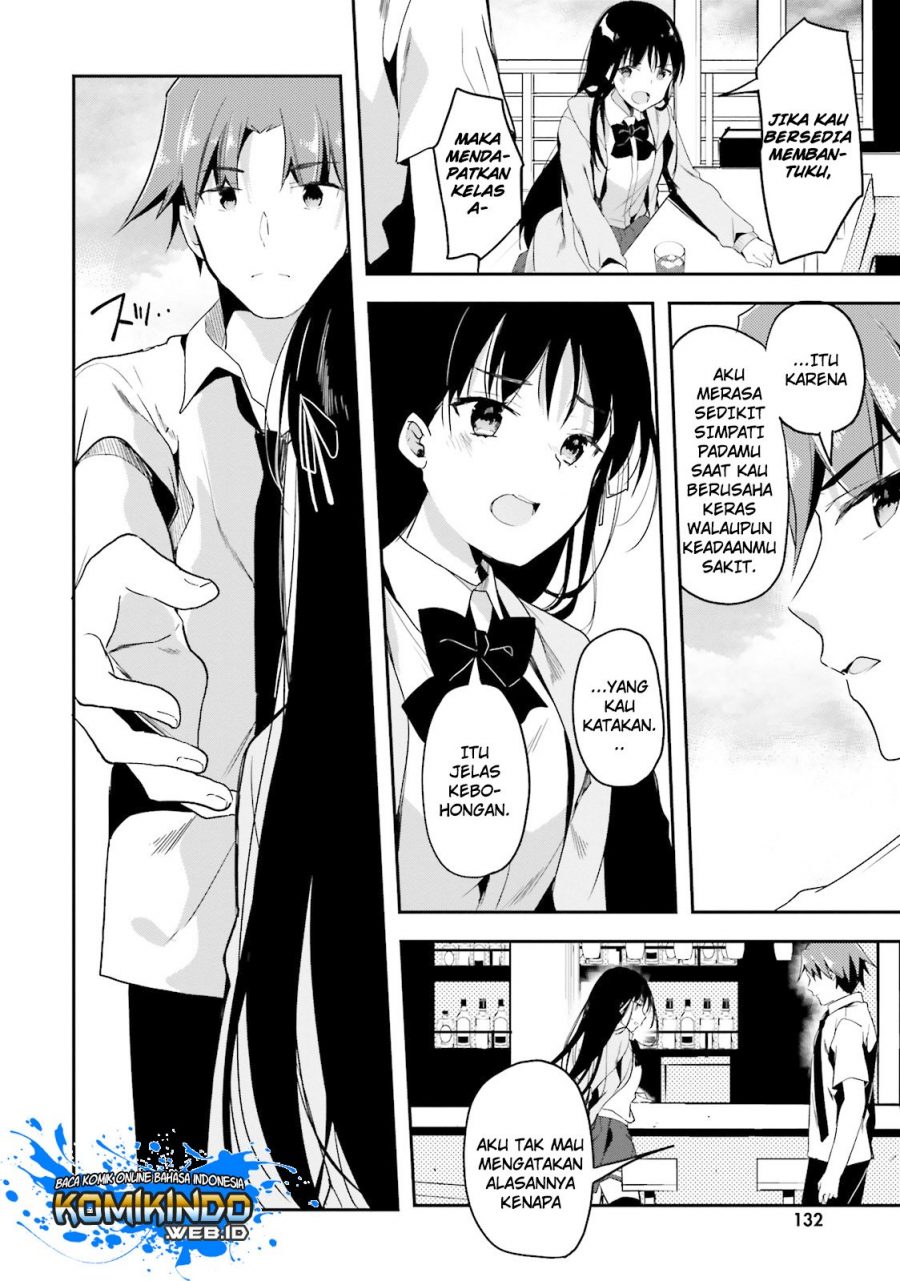 JIKA KAU
BERSEDIA
MEMBAN-
TUKU,
MAKA
MENDA-
PATKAN
KELAS
A-
...ITU
KARENA
AKU
MERASA
SEDIKIT
SIMPATI
PADAMU
SAAT KAU
BERUSAHA
KERAS
WALAUPUN
KEADAANMU
SAKIT.
...YANG
KAU
KATAKAN.
..
ITU
JELAS
KEBO-
HONGAN.
スッ..
AKU TAK MAU
MENGATAKAN
ALASANNYA
KENAPA
132
BACA KOMIK ONLINE BAHASA INDONESIA
KOMIKINDO
WEB.ID